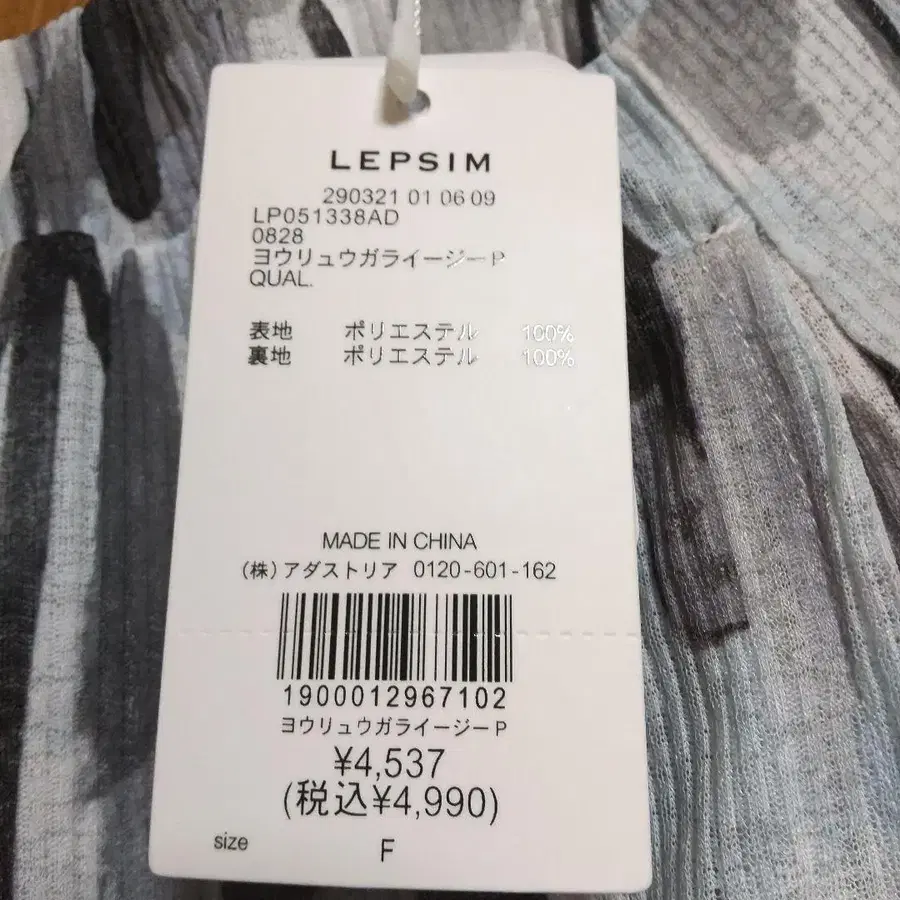 LEPSIM
290321 01 06 09
LP051338AD
0828
ヨウリュウガライージーP
QUAL.
表地 ポリエステル 100%
裏地 ポリエステル 100%
MADE IN CHINA
(株)アダストリア 0120-601-162
1900012967102
ヨウリュウガライージーP
¥4,537
(税込¥4,990)
size F